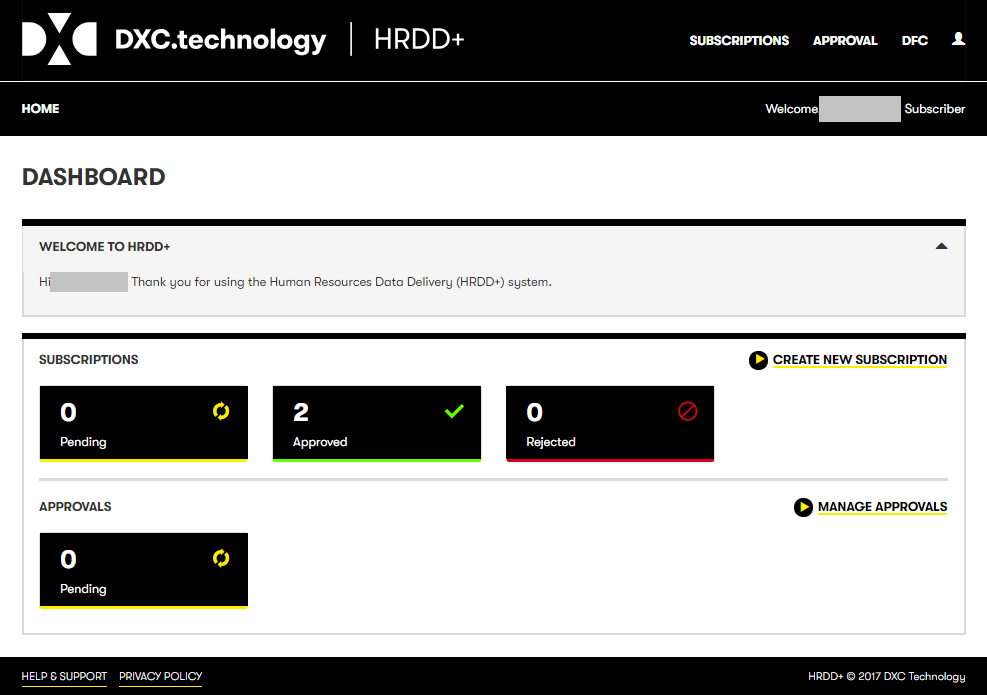 DXC.technology | HRDD+
SUBSCRIPTIONS APPROVAL DFC
HOME
Welcome Subscriber
DASHBOARD
WELCOME TO HRDD+
Hi Thank you for using the Human Resources Data Delivery (HRDD+) system.
SUBSCRIPTIONS
CREATE NEW SUBSCRIPTION
0
Pending
2
Approved
0
Rejected
APPROVALS
MANAGE APPROVALS
0
Pending
HELP & SUPPORT PRIVACY POLICY
HRDD+ © 2017 DXC Technology